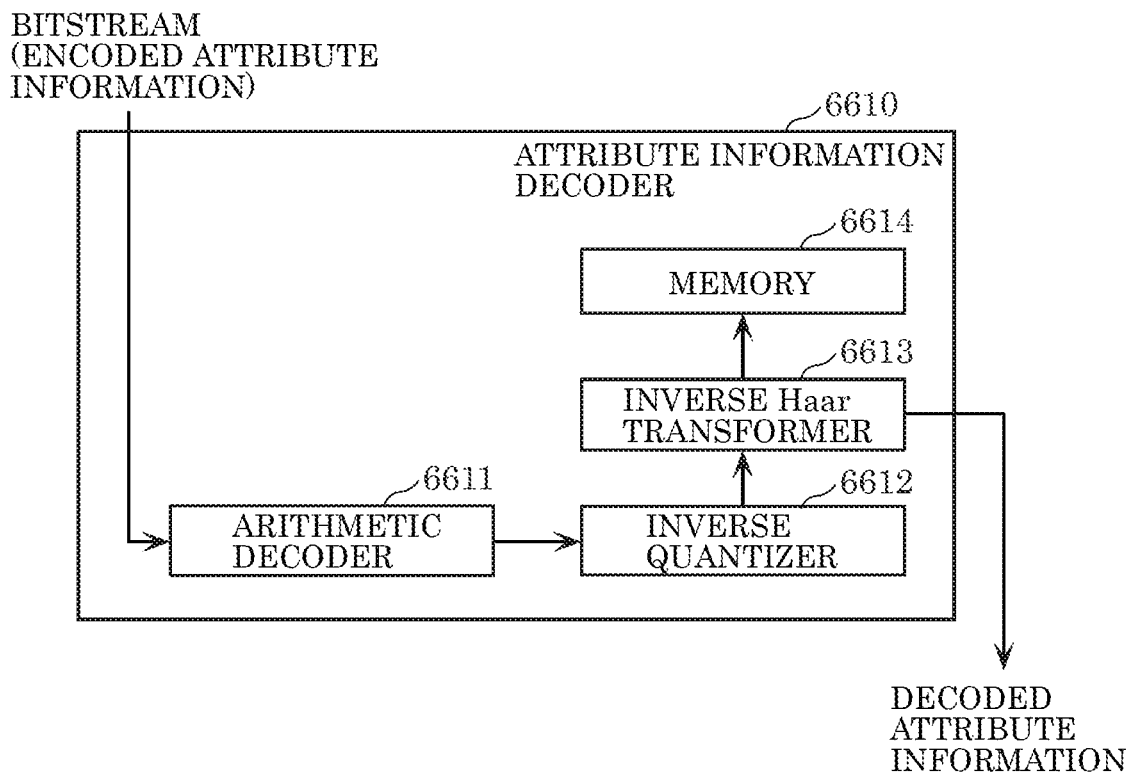 BITSTREAM
(ENCODED ATTRIBUTE
INFORMATION)
6610
ATTRIBUTE INFORMATION
DECODER
6614
MEMORY
6613
INVERSE Haar
TRANSFORMER
6611
ARITHMETIC
DECODER
6612
INVERSE
QUANTIZER
DECODED
ATTRIBUTE
INFORMATION